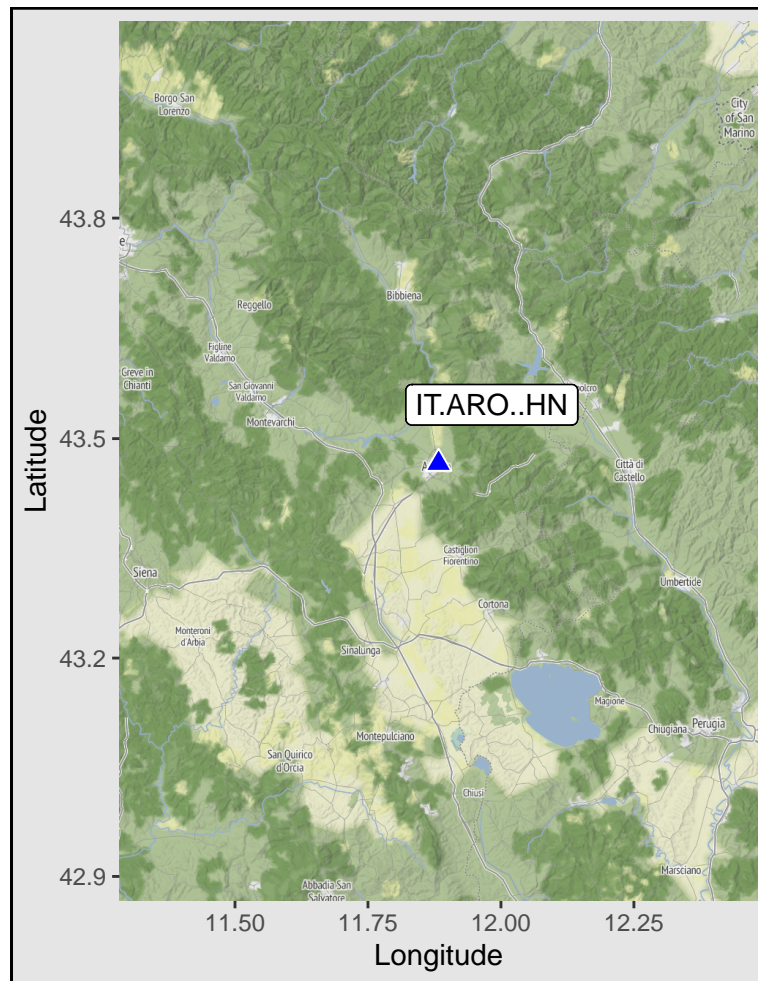 Borgo San
Lorenzo
City
of San
Marino
43.8
e
Bibbiena
Reggello
Figline
Valdarno
Greve in
Chianti
San Giovanni
Valdarno
IT.ARO..HN
olcro
Montevarchi
43.5
Latitude
A
Città di
Castello
Castiglion
Fiorentino
Siena
Umbertide
Cortona
Monteroni
d'Arbia
Sinalunga
43.2
Magione
Chiugiana
Perugia
Montepulciano
San Quirico
d'Orcia
Chiusi
Marsciano
42.9
Abbadia San
Salvatore
11.50
11.75
12.00
12.25
Longitude